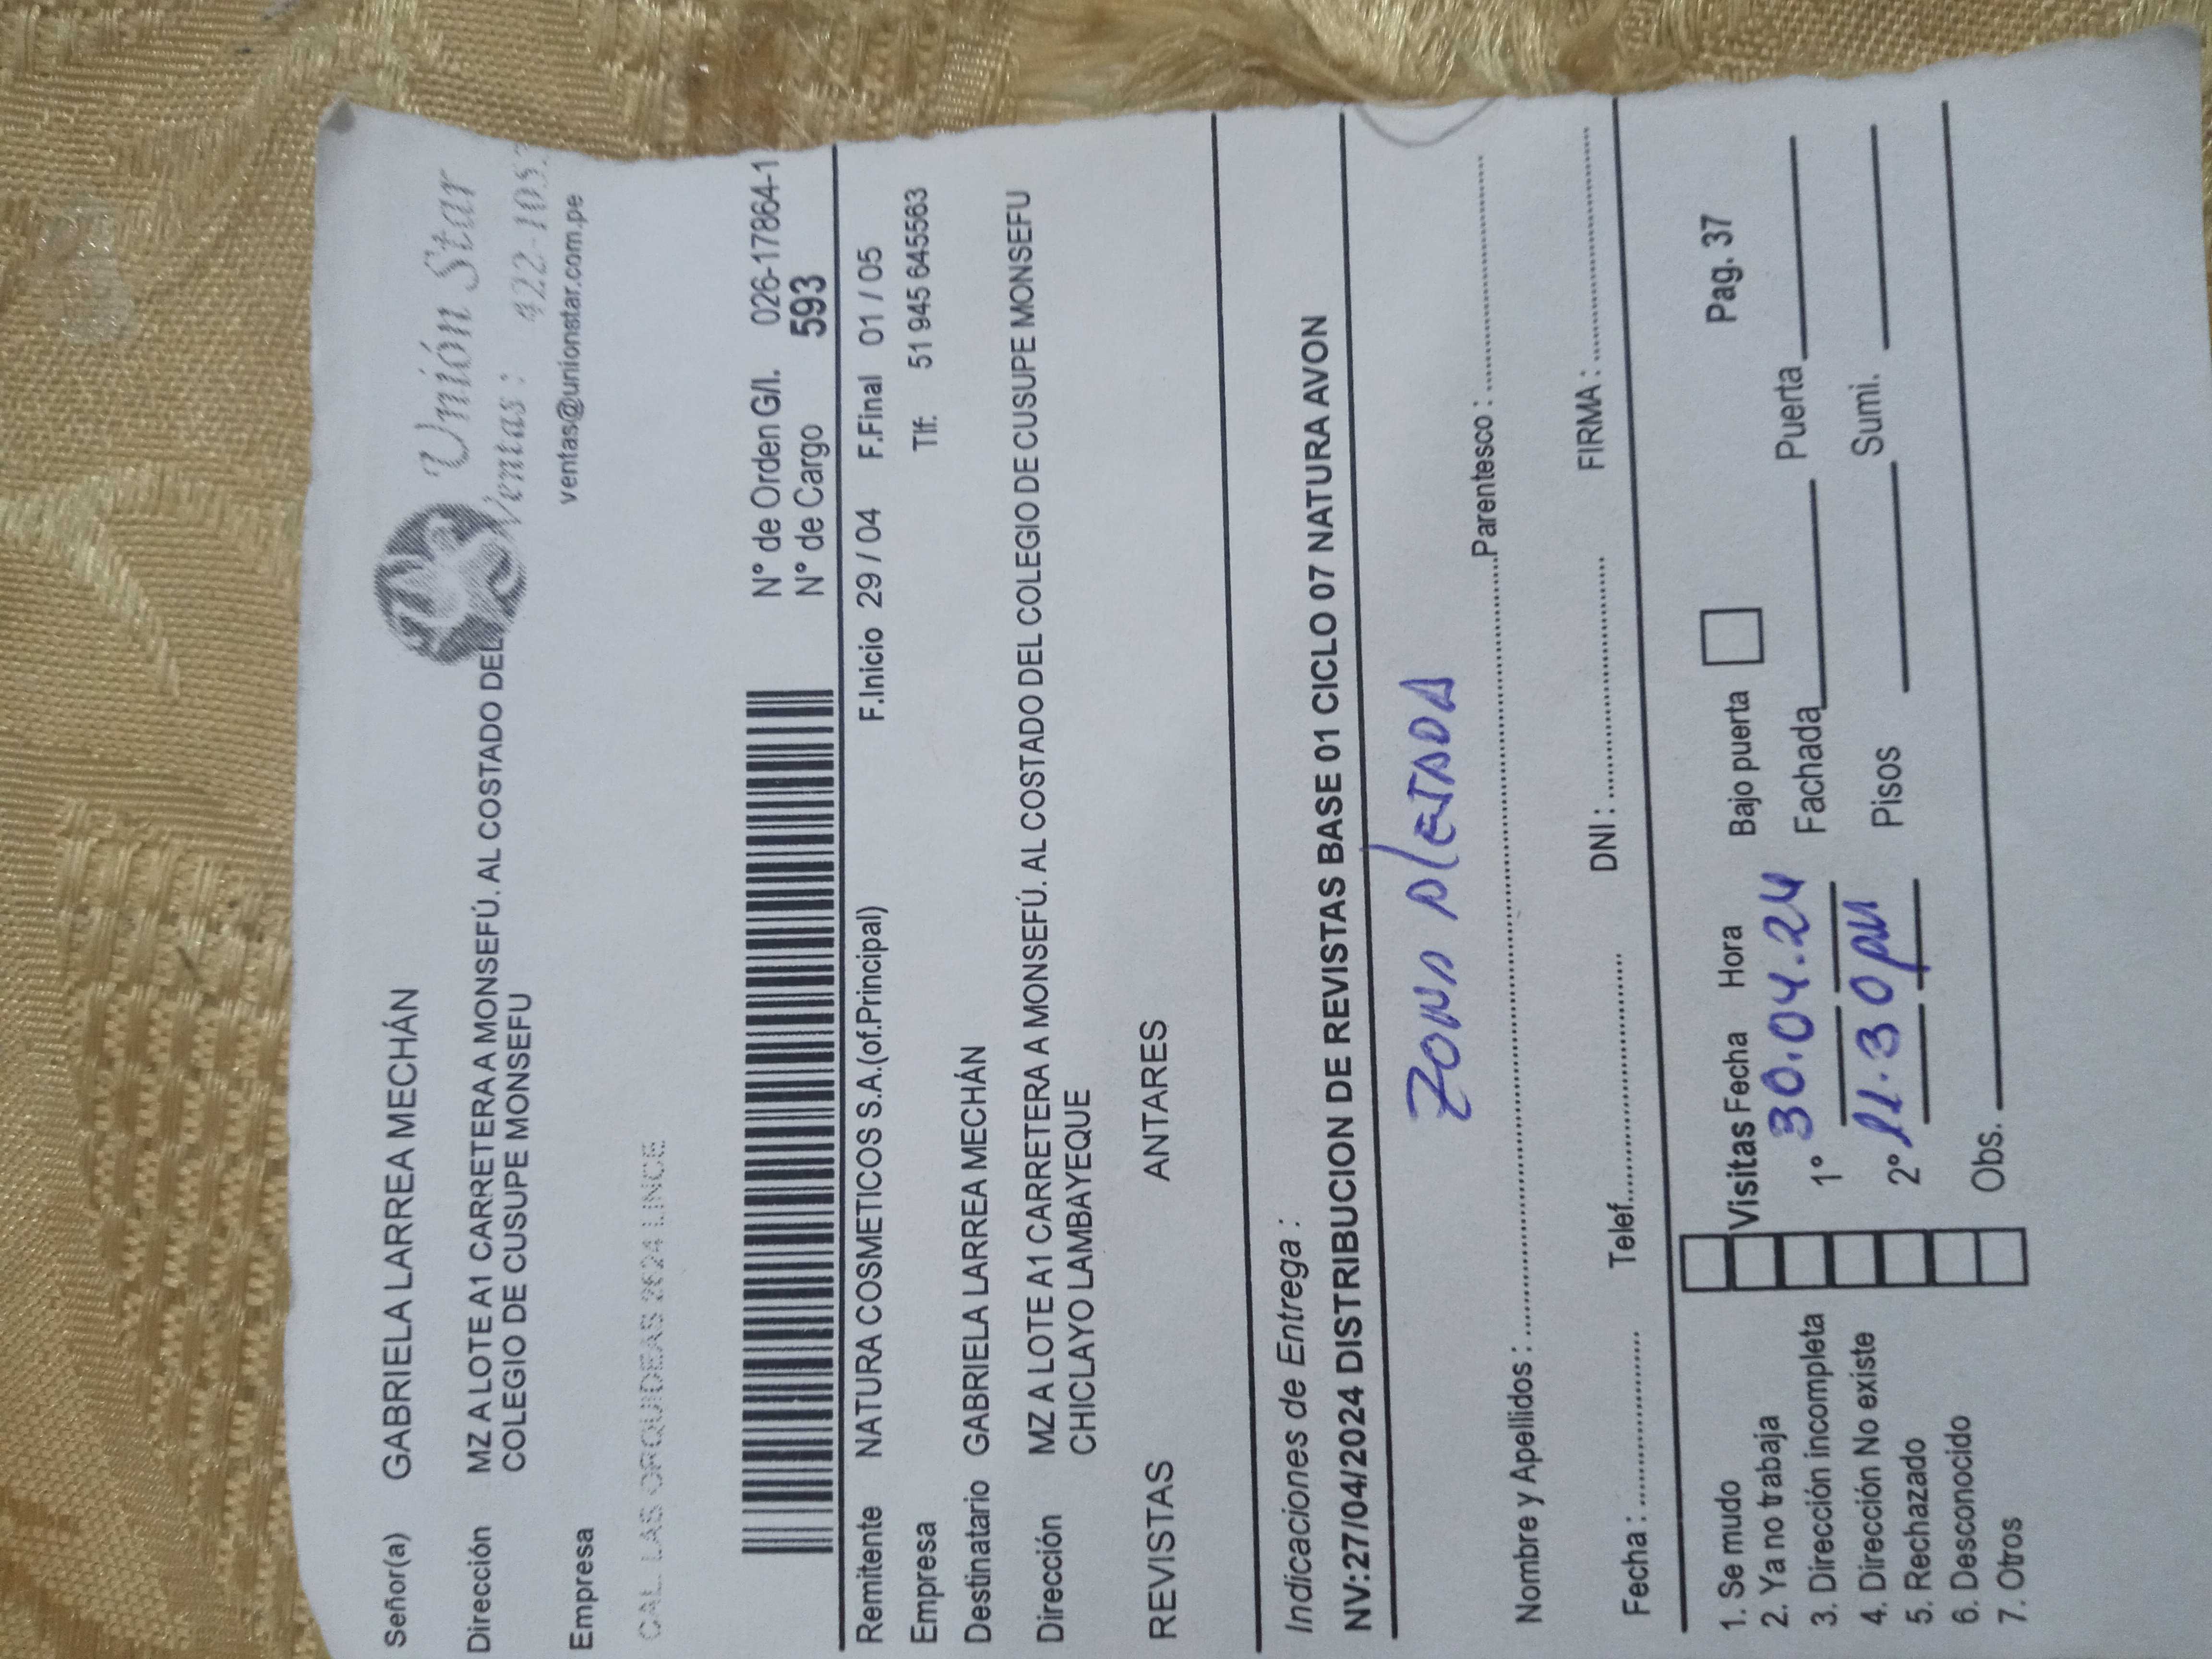 Señor(a) GABRIELA LARREA MECHÁN
Unión Star
Dirección MZ A LOTE A1 CARRETERA A MONSEFÚ. AL COSTADO DEL
COLEGIO DE CUSUPE MONSEFU
Ventas: 422-105
ventas@unionstar.com.pe
Empresa
CAL. LAS ORQUIDEAS 2624 LINCE
N° de Orden G/I. 026-17864-1
N° de Cargo 593
Remitente NATURA COSMETICOS S.A.(of.Principal) F.Inicio 29 / 04 F.Final 01 / 05
Empresa Tlf: 51 945 645563
Destinatario GABRIELA LARREA MECHÁN
Dirección MZ A LOTE A1 CARRETERA A MONSEFÚ. AL COSTADO DEL COLEGIO DE CUSUPE MONSEFU
CHICLAYO LAMBAYEQUE
REVISTAS ANTARES
Indicaciones de Entrega :
NV:27/04/2024 DISTRIBUCION DE REVISTAS BASE 01 CICLO 07 NATURA AVON
ZONA AlEJADA
Nombre y Apellidos : Parentesco :
Fecha : Telef. DNI : FIRMA :
1. Se mudo
2. Ya no trabaja
3. Dirección incompleta
4. Dirección No existe
5. Rechazado
6. Desconocido
7. Otros
Visitas Fecha Hora Bajo puerta Pag. 37
1° 30.04.24 Fachada Puerta
2° 11.30 pm Pisos Sumi.
Obs.